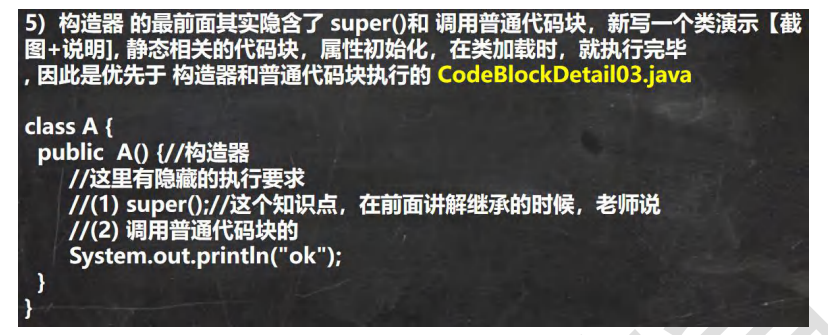 5）构造器 的最前面其实隐含了 super()和 调用普通代码块，新写一个类演示【截
图+说明], 静态相关的代码块，属性初始化，在类加载时，就执行完毕
, 因此是优先于 构造器和普通代码块执行的 CodeBlockDetail03.java
class A {
public A() {//构造器
//这里有隐藏的执行要求
//(1) super();//这个知识点，在前面讲解继承的时候，老师说
//(2) 调用普通代码块的
System.out.println("ok");
}
}